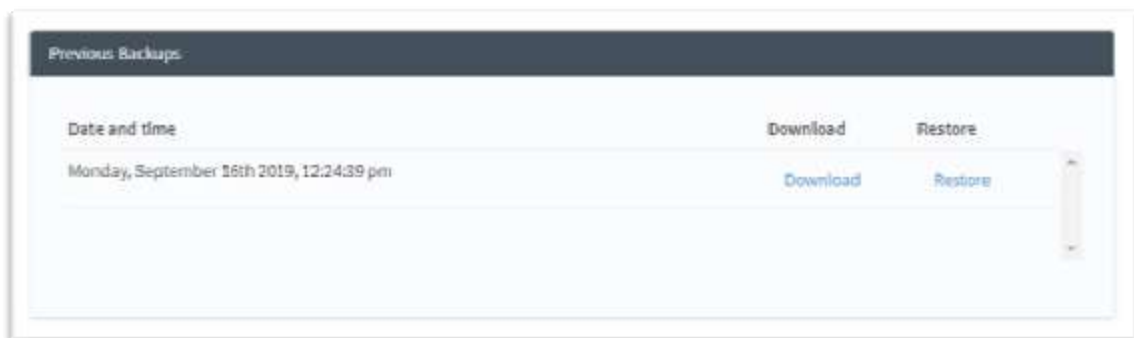 Previous Backups
Date and time Download Restore
Monday, September 16th 2019, 12:24:39 pm Download Restore